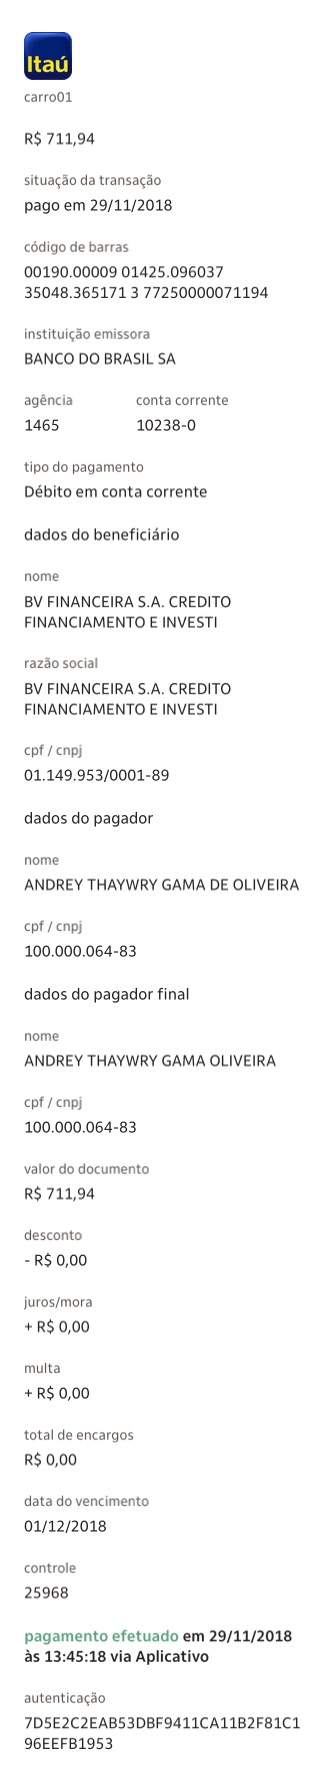 Itaú
carro01
R$ 711,94
situação da transação
pago em 29/11/2018
código de barras
00190.00009 01425.096037
35048.365171 3 77250000071194
instituição emissora
BANCO DO BRASIL SA
agência conta corrente
1465 10238-0
tipo do pagamento
Débito em conta corrente
dados do beneficiário
nome
BV FINANCEIRA S.A. CREDITO
FINANCIAMENTO E INVESTI
razão social
BV FINANCEIRA S.A. CREDITO
FINANCIAMENTO E INVESTI
cpf / cnpj
01.149.953/0001-89
dados do pagador
nome
ANDREY THAYWRY GAMA DE OLIVEIRA
cpf / cnpj
100.000.064-83
dados do pagador final
nome
ANDREY THAYWRY GAMA OLIVEIRA
cpf / cnpj
100.000.064-83
valor do documento
R$ 711,94
desconto
- R$ 0,00
juros/mora
+ R$ 0,00
multa
+ R$ 0,00
total de encargos
R$ 0,00
data do vencimento
01/12/2018
controle
25968
pagamento efetuado em 29/11/2018
às 13:45:18 via Aplicativo
autenticação
7D5E2C2EAB53DBF9411CA11B2F81C1
96EEFB1953